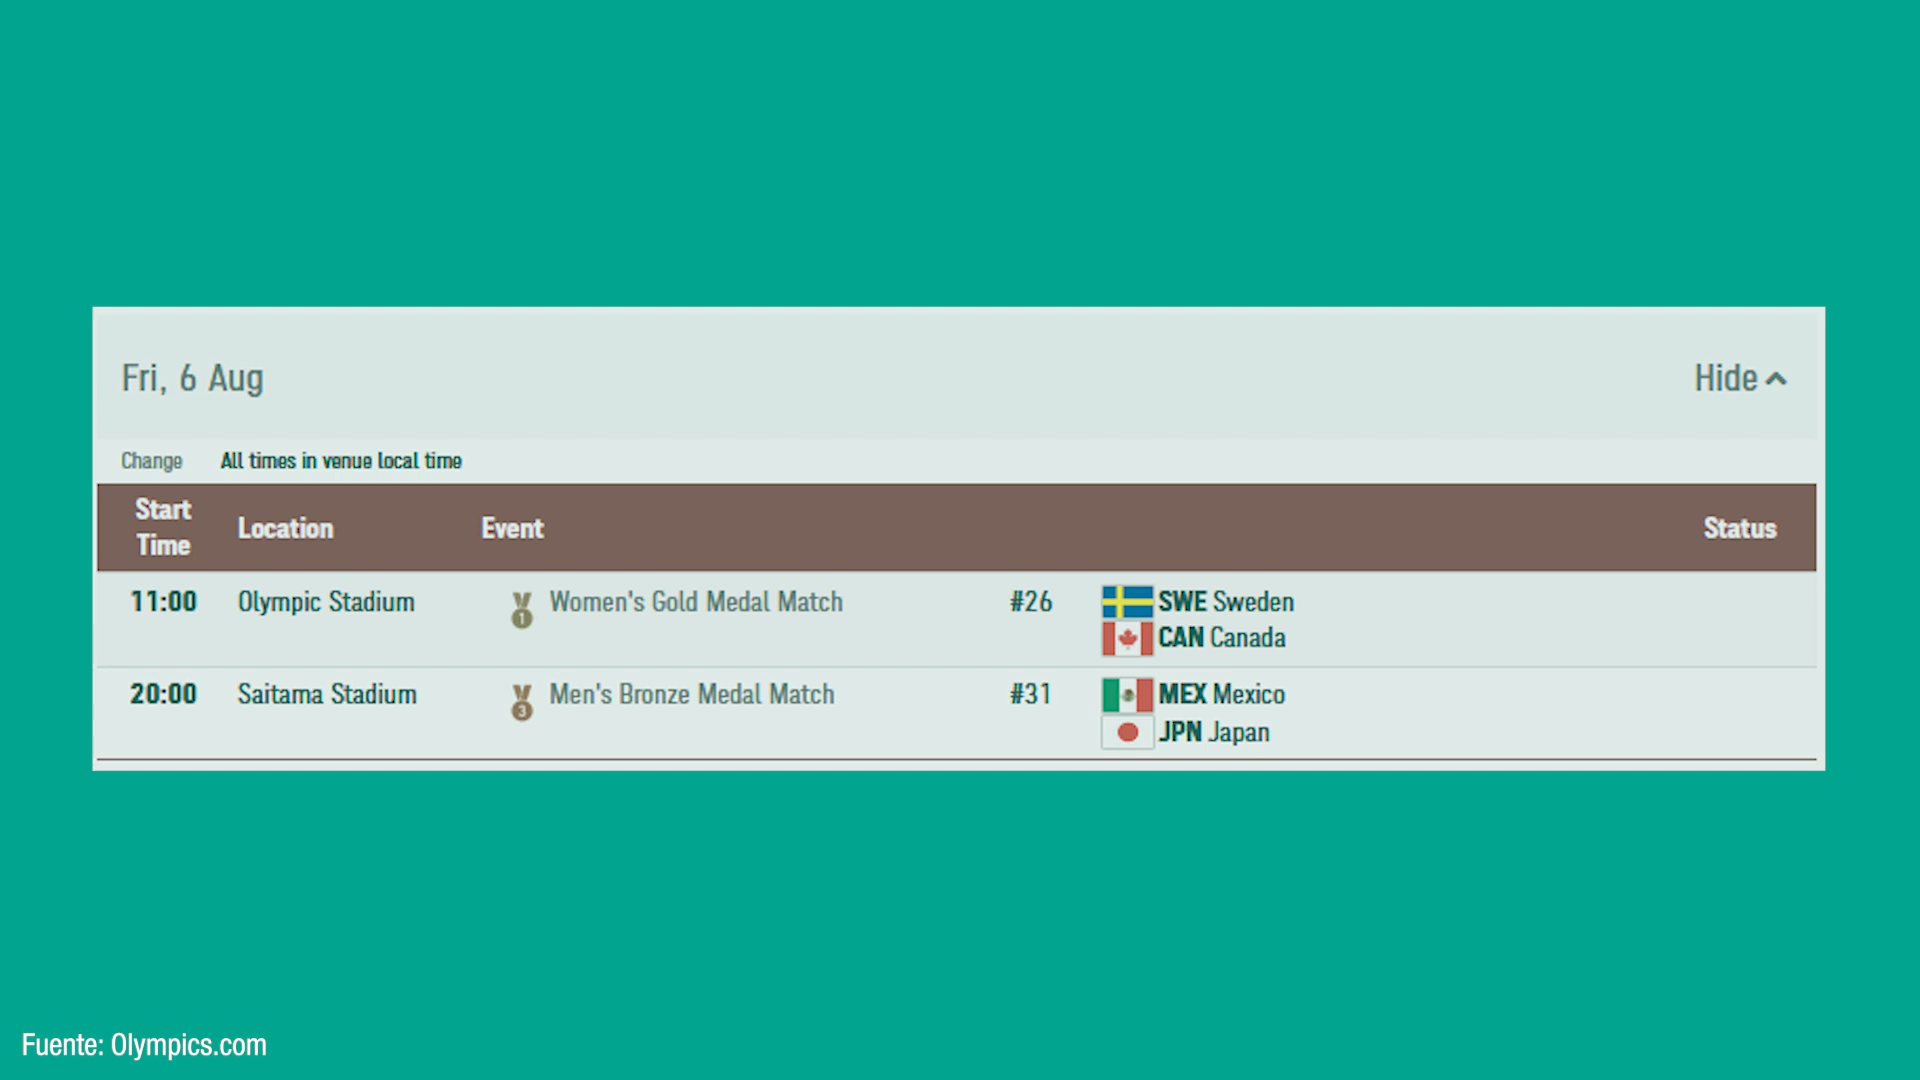 Fri, 6 Aug
Hide
Change All times in venue local time
Start Time Location Event Status
11:00 Olympic Stadium 1 Women's Gold Medal Match #26 SWE Sweden
CAN Canada
20:00 Saitama Stadium 3 Men's Bronze Medal Match #31 MEX Mexico
JPN Japan
Fuente: Olympics.com